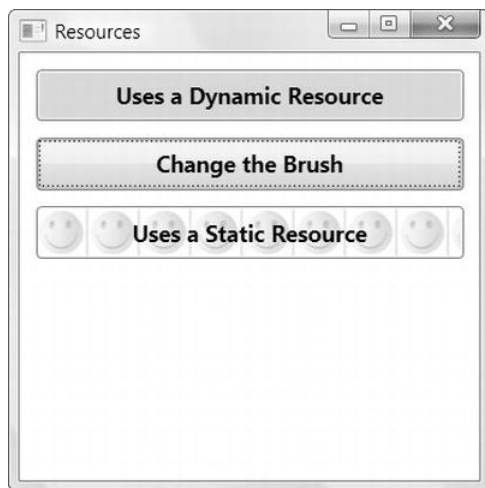 Resources
Uses a Dynamic Resource
Change the Brush
Uses a Static Resource